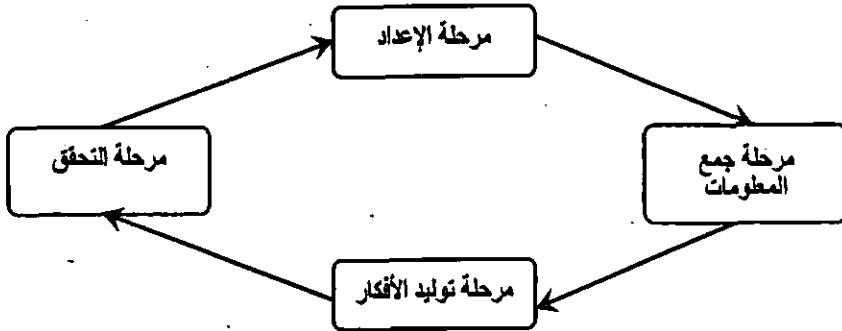 مرحلة الإعداد
مرحلة جمع
المعلومات
مرحلة توليد الأفكار
مرحلة التحقق